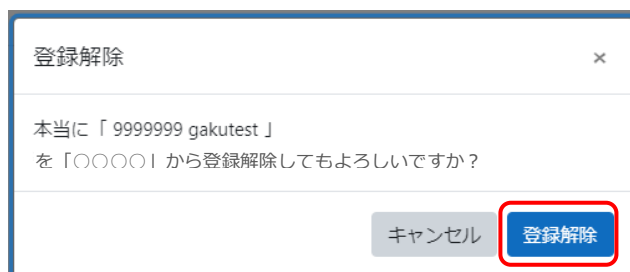 登録解除 ×
本当に「 9999999 gakutest 」
を「○○○○」から登録解除してもよろしいですか？
キャンセル 登録解除